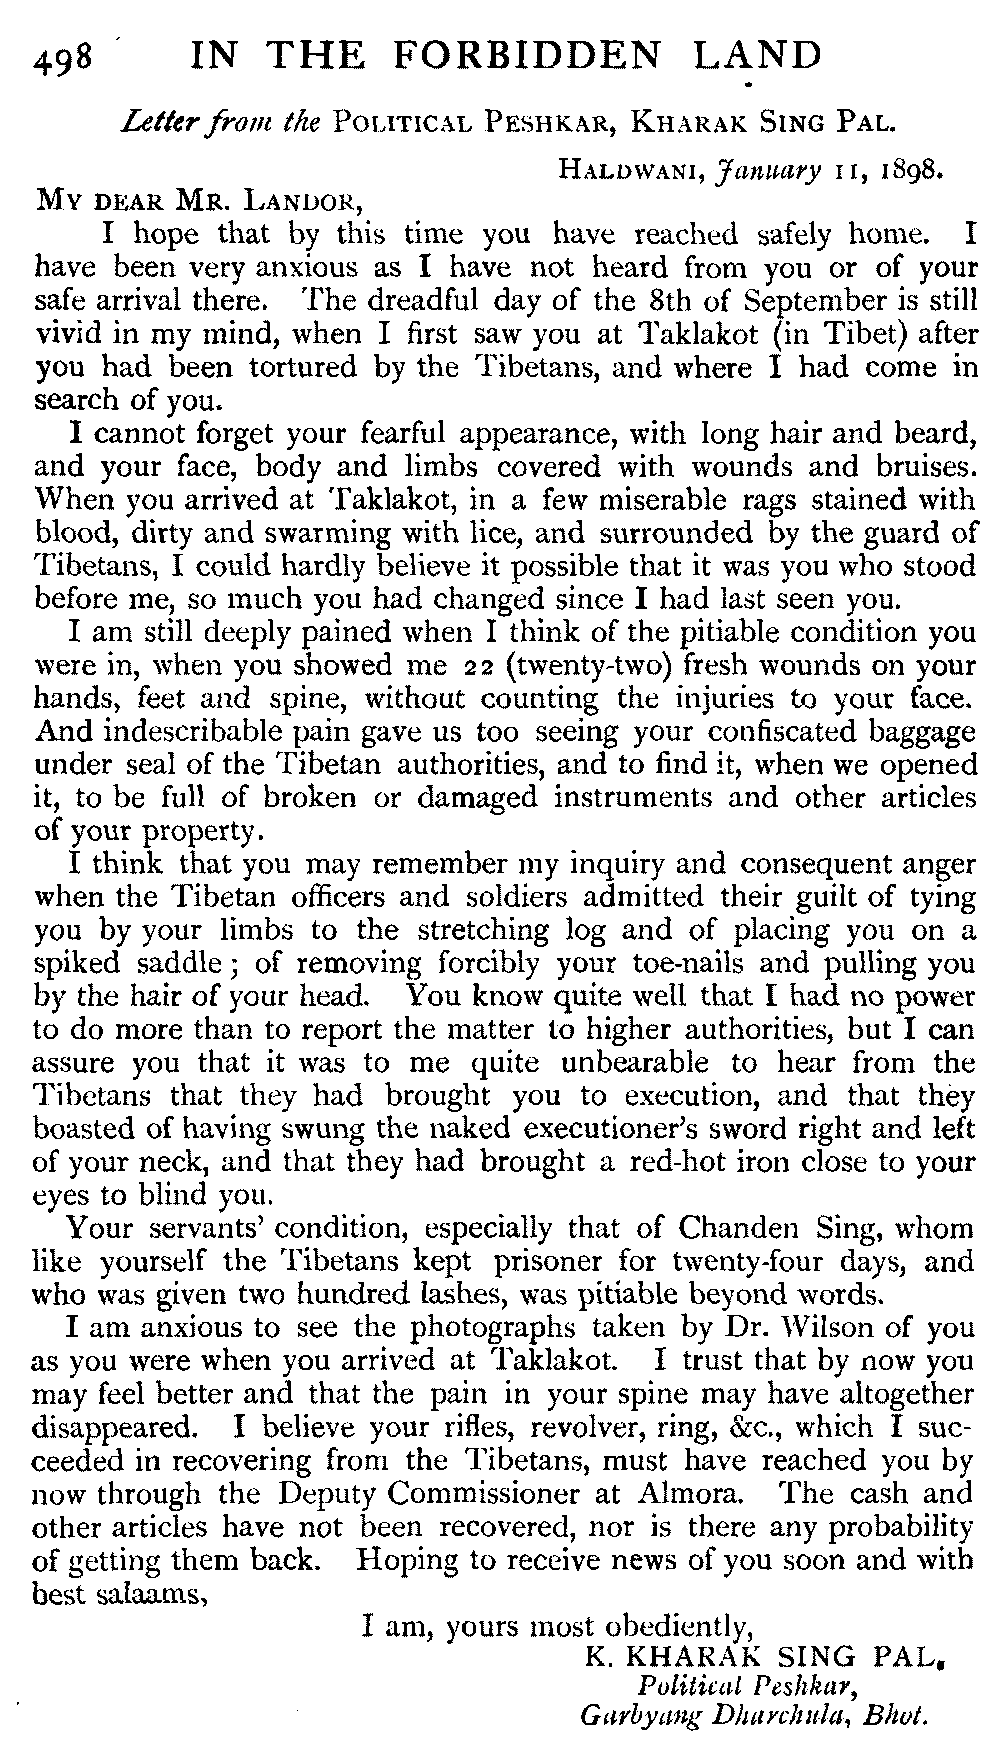 498 IN THE FORBIDDEN LAND
Letter from the POLITICAL PESHKAR, KHARAK SING PAL.
HALDWANI, January 11, 1898.
MY DEAR MR. LANDOR,
I hope that by this time you have reached safely home. I
have been very anxious as I have not heard from you or of your
safe arrival there. The dreadful day of the 8th of September is still
vivid in my mind, when I first saw you at Taklakot (in Tibet) after
you had been tortured by the Tibetans, and where I had come in
search of you.
I cannot forget your fearful appearance, with long hair and beard,
and your face, body and limbs covered with wounds and bruises.
When you arrived at Taklakot, in a few miserable rags stained with
blood, dirty and swarming with lice, and surrounded by the guard of
Tibetans, I could hardly believe it possible that it was you who stood
before me, so much you had changed since I had last seen you.
I am still deeply pained when I think of the pitiable condition you
were in, when you showed me 22 (twenty-two) fresh wounds on your
hands, feet and spine, without counting the injuries to your face.
And indescribable pain gave us too seeing your confiscated baggage
under seal of the Tibetan authorities, and to find it, when we opened
it, to be full of broken or damaged instruments and other articles
of your property.
I think that you may remember my inquiry and consequent anger
when the Tibetan officers and soldiers admitted their guilt of tying
you by your limbs to the stretching log and of placing you on a
spiked saddle; of removing forcibly your toe-nails and pulling you
by the hair of your head. You know quite well that I had no power
to do more than to report the matter to higher authorities, but I can
assure you that it was to me quite unbearable to hear from the
Tibetans that they had brought you to execution, and that they
boasted of having swung the naked executioner's sword right and left
of your neck, and that they had brought a red-hot iron close to your
eyes to blind you.
Your servants' condition, especially that of Chanden Sing, whom
like yourself the Tibetans kept prisoner for twenty-four days, and
who was given two hundred lashes, was pitiable beyond words.
I am anxious to see the photographs taken by Dr. Wilson of you
as you were when you arrived at Taklakot. I trust that by now you
may feel better and that the pain in your spine may have altogether
disappeared. I believe your rifles, revolver, ring, &c., which I suc-
ceeded in recovering from the Tibetans, must have reached you by
now through the Deputy Commissioner at Almora. The cash and
other articles have not been recovered, nor is there any probability
of getting them back. Hoping to receive news of you soon and with
best salaams,
I am, yours most obediently,
K. KHARAK SING PAL,
Political Peshkar,
Garbyang Dharchula, Bhot.